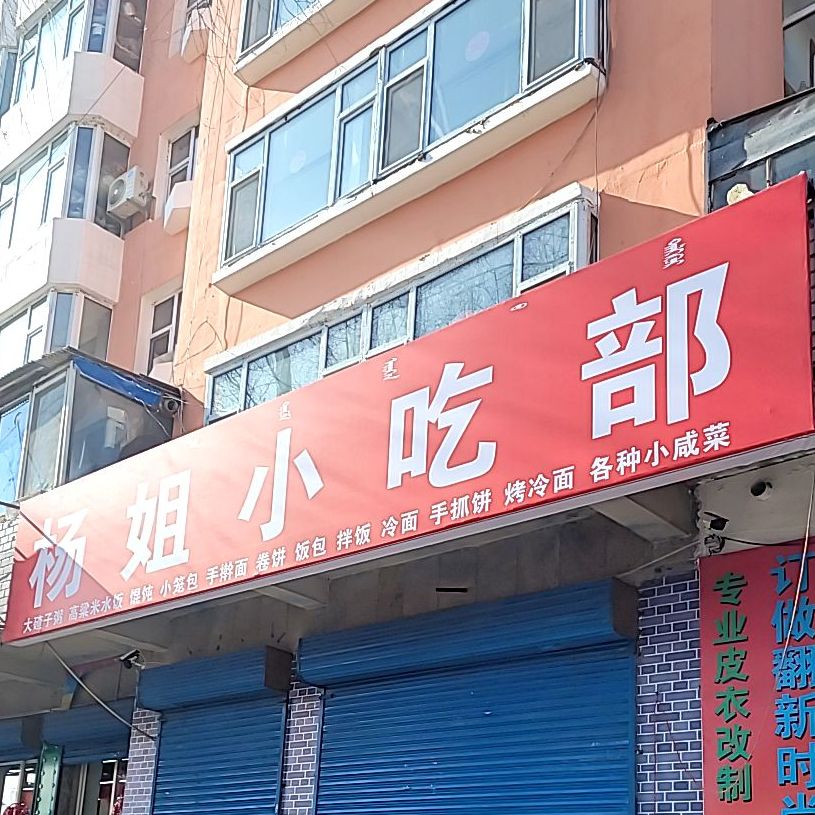 杨姐小吃部
大碴子粥 高粱米水饭 馄饨 小笼包 手擀面 卷饼 饭包 拌饭 冷面 手抓饼 烤冷面 各种小咸菜
专业皮衣改制
订做翻新时尚